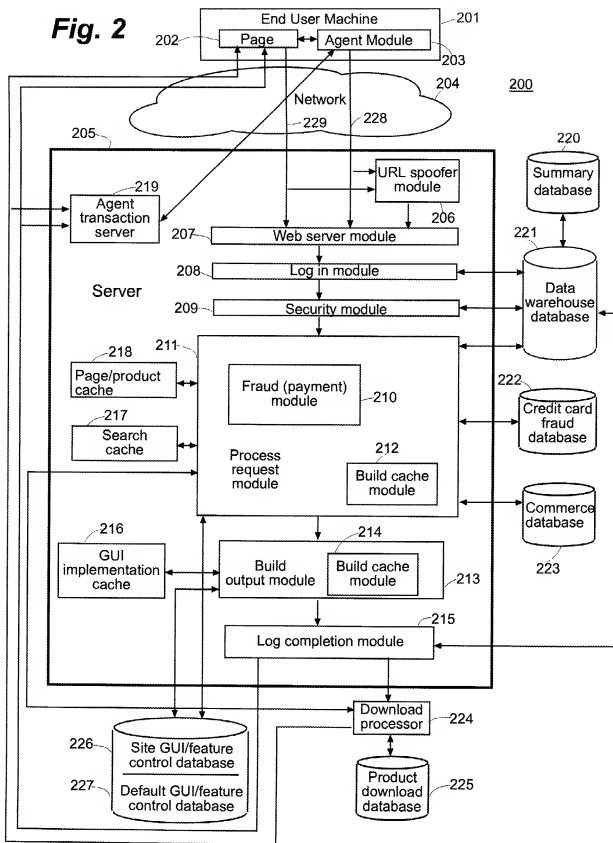 Fig. 2
End User Machine
201
202
Page
Agent Module
203
204
Network
200
229
228
205
220
URL spoofer
module
Summary
database
219
206
Agent
transaction
server
207
Web server module
221
208
Log in module
Data
warehouse
database
Server
209
Security module
211
218
Page/product
cache
Fraud (payment)
module
210
222
Credit card
fraud
database
217
Search
cache
Process
request
module
212
Build cache
module
Commerce
database
216
214
223
GUI
implementation
cache
Build
output module
Build cache
module
213
215
Log completion module
Download
processor
224
226
Site GUI/feature
control database
227
Default GUI/feature
control database
Product
download
database
225